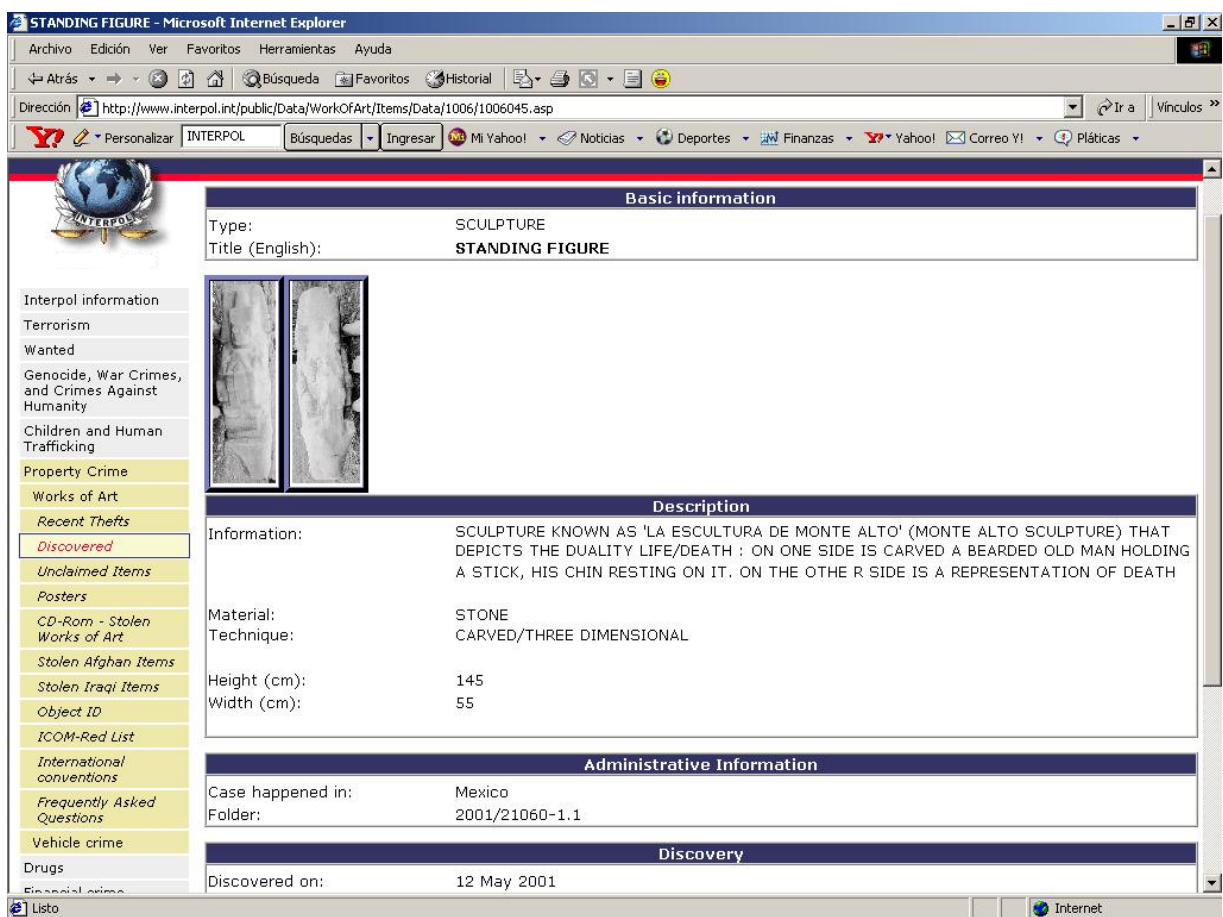 STANDING FIGURE - Microsoft Internet Explorer
Archivo Edición Ver Favoritos Herramientas Ayuda
Atrás Búsqueda Favoritos Historial
Dirección http://www.interpol.int/public/Data/WorkOfArt/Items/Data/1006/1006045.asp Ir a Vínculos »
Y! Personalizar INTERPOL Búsquedas Ingresar Mi Yahoo! Noticias Deportes Finanzas Y! Yahoo! Correo Y! Pláticas
INTERPOL
Interpol information
Terrorism
Wanted
Genocide, War Crimes,
and Crimes Against
Humanity
Children and Human
Trafficking
Property Crime
Works of Art
Recent Thefts
Discovered
Unclaimed Items
Posters
CD-Rom - Stolen
Works of Art
Stolen Afghan Items
Stolen Iraqi Items
Object ID
ICOM-Red List
International
conventions
Frequently Asked
Questions
Vehicle crime
Drugs
Financial crime
Basic information
Type: SCULPTURE
Title (English): STANDING FIGURE
Description
Information: SCULPTURE KNOWN AS 'LA ESCULTURA DE MONTE ALTO' (MONTE ALTO SCULPTURE) THAT
DEPICTS THE DUALITY LIFE/DEATH : ON ONE SIDE IS CARVED A BEARDED OLD MAN HOLDING
A STICK, HIS CHIN RESTING ON IT. ON THE OTHE R SIDE IS A REPRESENTATION OF DEATH
Material: STONE
Technique: CARVED/THREE DIMENSIONAL
Height (cm): 145
Width (cm): 55
Administrative Information
Case happened in: Mexico
Folder: 2001/21060-1.1
Discovery
Discovered on: 12 May 2001
Listo Internet